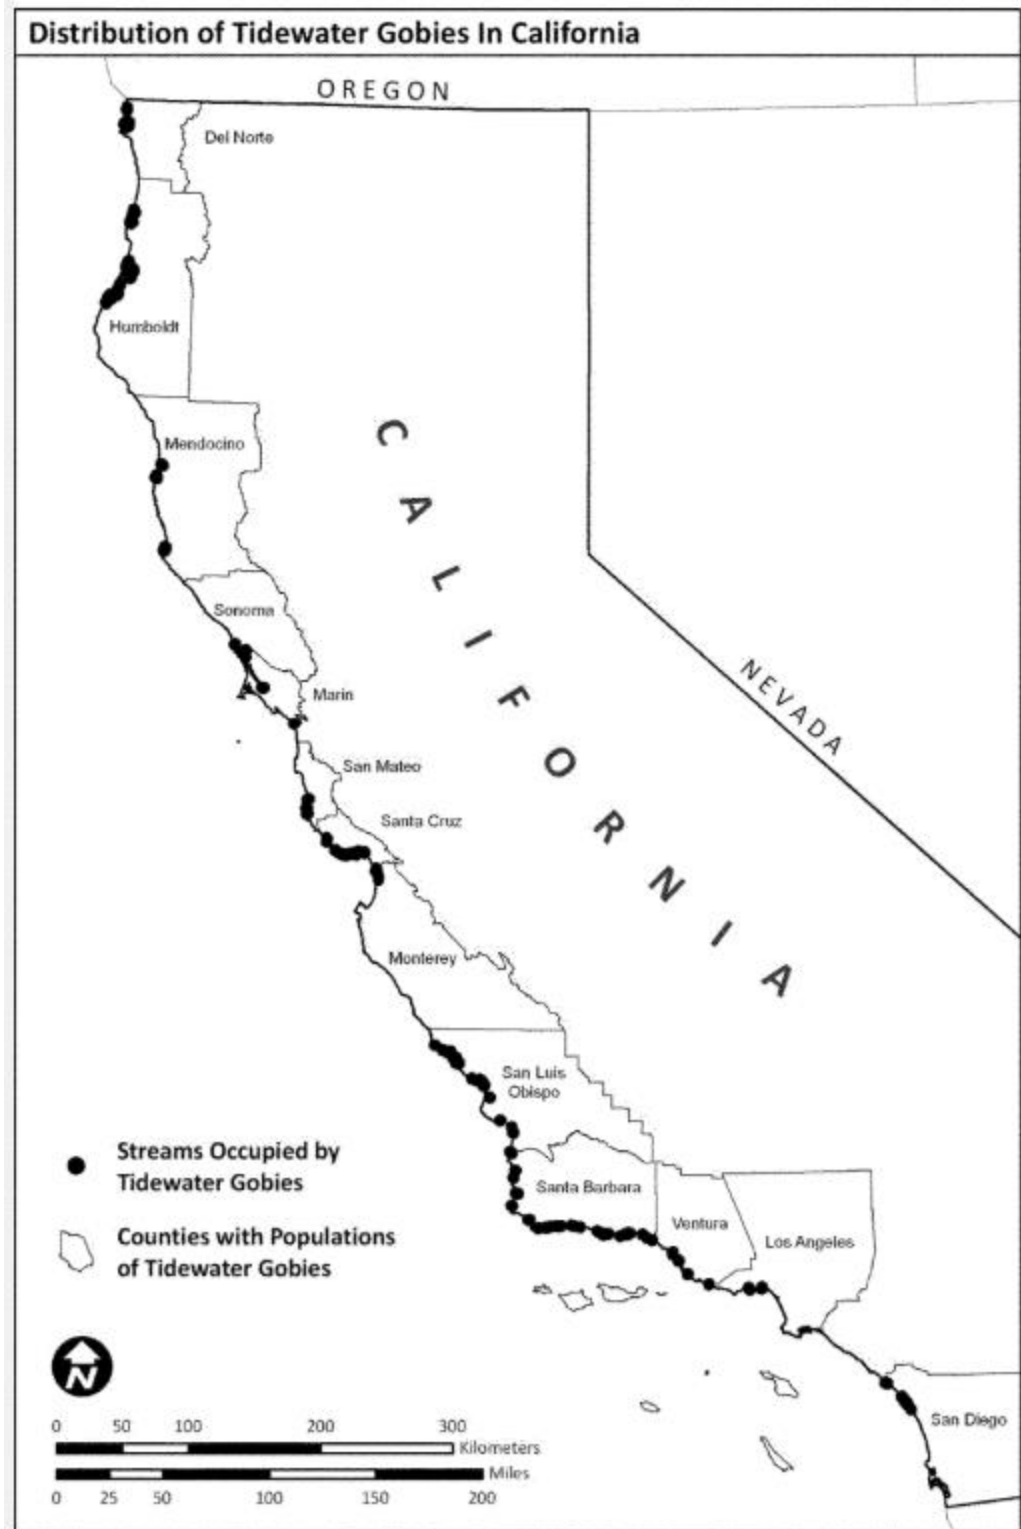 Distribution of Tidewater Gobies In California
OREGON
Del Norte
Humboldt
Mendocino
CALIFORNIA
Sonoma
Marin
NEVADA
San Mateo
Santa Cruz
Monterey
San Luis
Obispo
Streams Occupied by
Tidewater Gobies
Santa Barbara
Ventura
Los Angeles
Counties with Populations
of Tidewater Gobies
N
San Diego
0 50 100 200 300
Kilometers
Miles
0 25 50 100 150 200